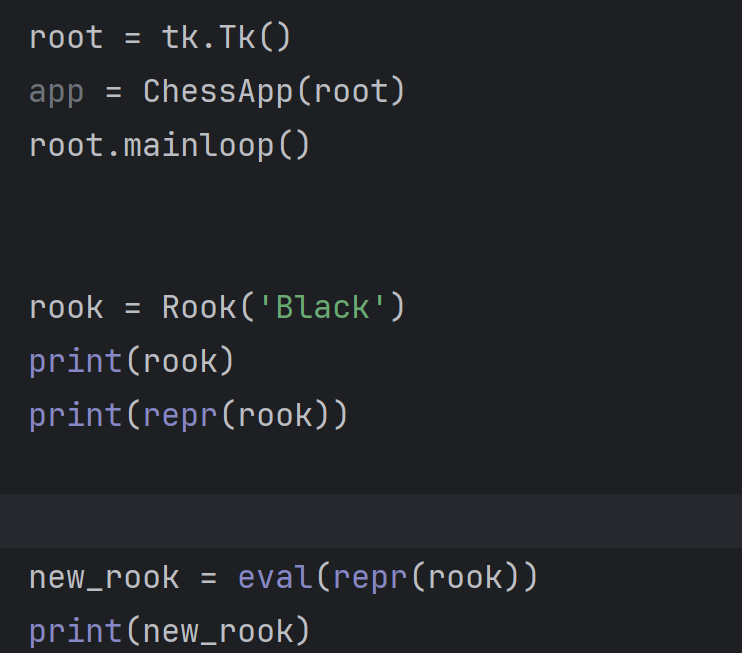 root = tk.Tk()
app = ChessApp(root)
root.mainloop()
rook = Rook('Black')
print(rook)
print(repr(rook))
new_rook = eval(repr(rook))
print(new_rook)